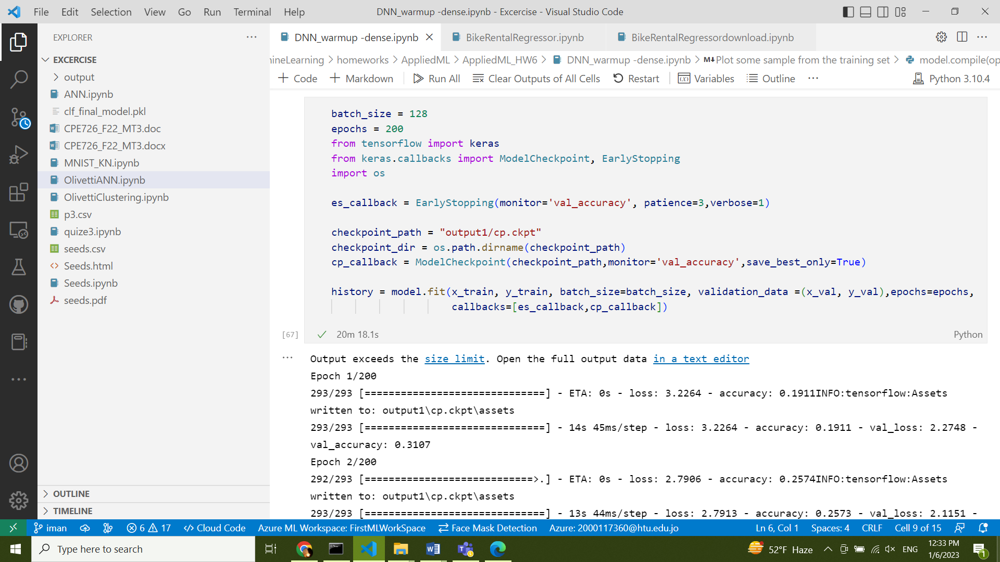 File Edit Selection View Go Run Terminal Help
DNN_warmup -dense.ipynb - Excercise - Visual Studio Code
EXPLORER
EXCERCISE
output
ANN.ipynb
clf_final_model.pkl
CPE726_F22_MT3.doc
CPE726_F22_MT3.docx
MNIST_KN.ipynb
OlivettiANN.ipynb
OlivettiClustering.ipynb
p3.csv
quize3.ipynb
seeds.csv
Seeds.html
Seeds.ipynb
seeds.pdf
OUTLINE
TIMELINE
DNN_warmup -dense.ipynb BikeRentalRegressor.ipynb BikeRentalRegressordownload.ipynb
hineLearning > homeworks > AppliedML > AppliedML_HW6 > DNN_warmup -dense.ipynb > M↓Plot some sample from the training set > model.compile(op
+ Code + Markdown Run All Clear Outputs of All Cells Restart Variables Outline ··· Python 3.10.4
batch_size = 128
epochs = 200
from tensorflow import keras
from keras.callbacks import ModelCheckpoint, EarlyStopping
import os
es_callback = EarlyStopping(monitor='val_accuracy', patience=3,verbose=1)
checkpoint_path = "output1/cp.ckpt"
checkpoint_dir = os.path.dirname(checkpoint_path)
cp_callback = ModelCheckpoint(checkpoint_path,monitor='val_accuracy',save_best_only=True)
history = model.fit(x_train, y_train, batch_size=batch_size, validation_data =(x_val, y_val),epochs=epochs,
callbacks=[es_callback,cp_callback])
[67] ✓ 20m 18.1s Python
Output exceeds the size limit. Open the full output data in a text editor
Epoch 1/200
293/293 [==============================] - ETA: 0s - loss: 3.2264 - accuracy: 0.1911INFO:tensorflow:Assets
written to: output1\cp.ckpt\assets
293/293 [==============================] - 14s 45ms/step - loss: 3.2264 - accuracy: 0.1911 - val_loss: 2.2748 -
val_accuracy: 0.3107
Epoch 2/200
292/293 [============================>.] - ETA: 0s - loss: 2.7906 - accuracy: 0.2574INFO:tensorflow:Assets
written to: output1\cp.ckpt\assets
293/293 [==============================] - 13s 44ms/step - loss: 2.7913 - accuracy: 0.2573 - val_loss: 2.1151 -
iman 6 17 Cloud Code Azure ML Workspace: FirstMLWorkSpace Face Mask Detection Azure: 2000117360@htu.edu.jo Ln 6, Col 1 Spaces: 4 CRLF Cell 9 of 15
Type here to search 52°F Haze ENG 12:33 PM
1/6/2023 1